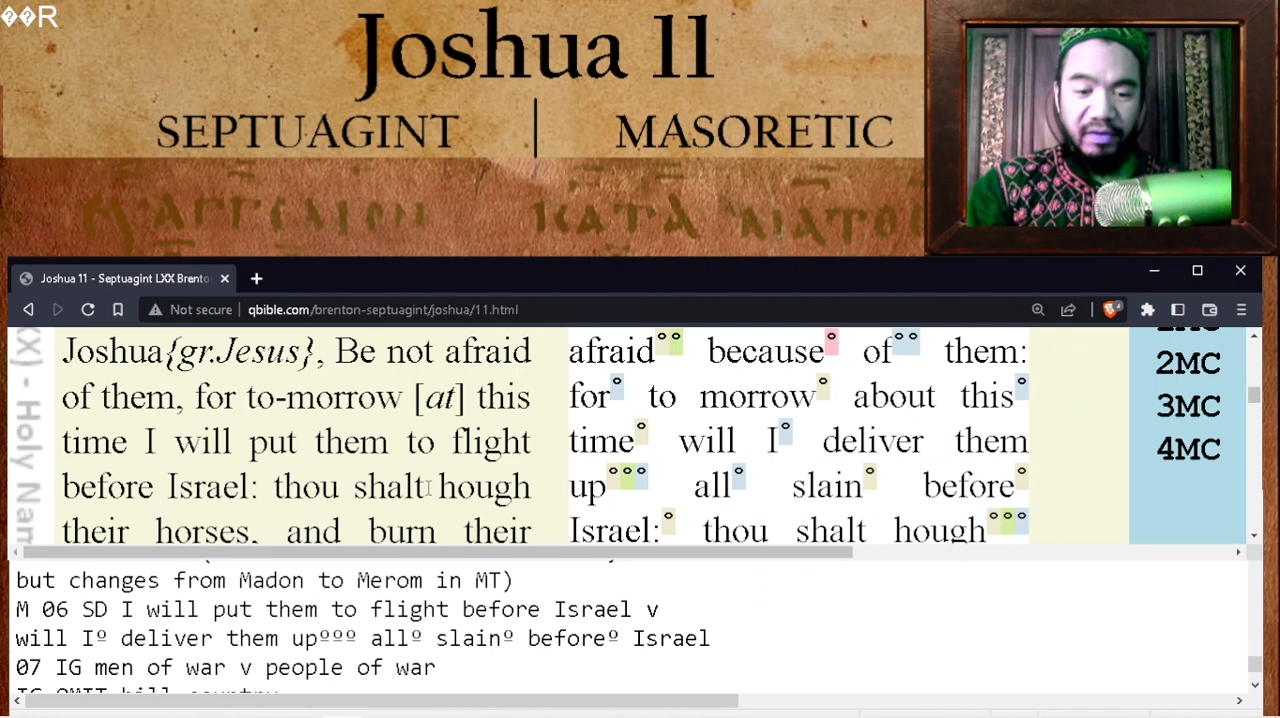 ��R
Joshua 11
SEPTUAGINT | MASORETIC
Joshua 11 - Septuagint LXX Brento
Not secure | qbible.com/brenton-septuagint/joshua/11.html
Joshua{gr.Jesus}, Be not afraid
of them, for to-morrow [at] this
time I will put them to flight
before Israel: thou shalt hough
their horses, and burn their
afraid°° because° of°° them:
for° to morrow° about this°
time° will I° deliver them
up°°° all° slain° before°
Israel:° thou shalt hough°°°
2MC
3MC
4MC
but changes from Madon to Merom in MT)
M 06 SD I will put them to flight before Israel v
will Iº deliver them upººº allº slainº beforeº Israel
07 IG men of war v people of war
IG OMIT hill country